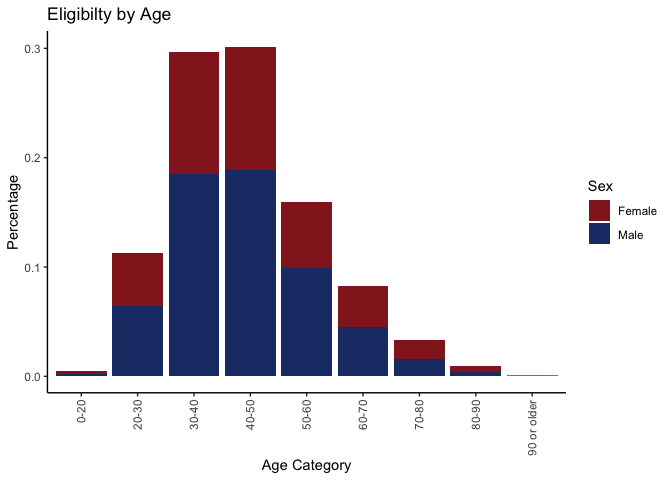 Eligibilty by Age
0.3
0.2
0.1
0.0
Percentage
0-20
20-30
30-40
40-50
50-60
60-70
70-80
80-90
90 or older
Age Category
Sex
Female
Male